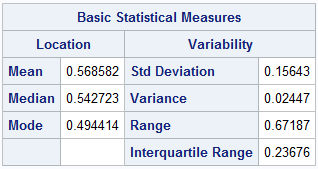 Basic Statistical Measures
Location Variability
Mean 0.568582 Std Deviation 0.15643
Median 0.542723 Variance 0.02447
Mode 0.494414 Range 0.67187
Interquartile Range 0.23676